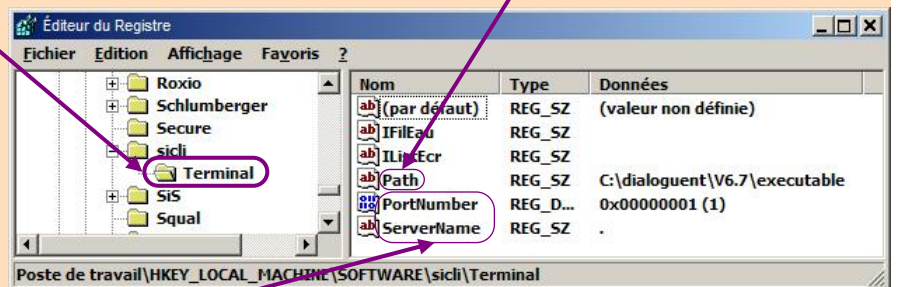 Éditeur du Registre
Fichier Edition Affichage Favoris ?
Roxio
Schlumberger
Secure
sicli
Terminal
SiS
Squal
Nom Type Données
(par défaut) REG_SZ (valeur non définie)
IFilEau REG_SZ
IListEcr REG_SZ
Path REG_SZ C:\dialoguent\V6.7\executable
PortNumber REG_D... 0x00000001 (1)
ServerName REG_SZ .
Poste de travail\HKEY_LOCAL_MACHINE\SOFTWARE\sicli\Terminal